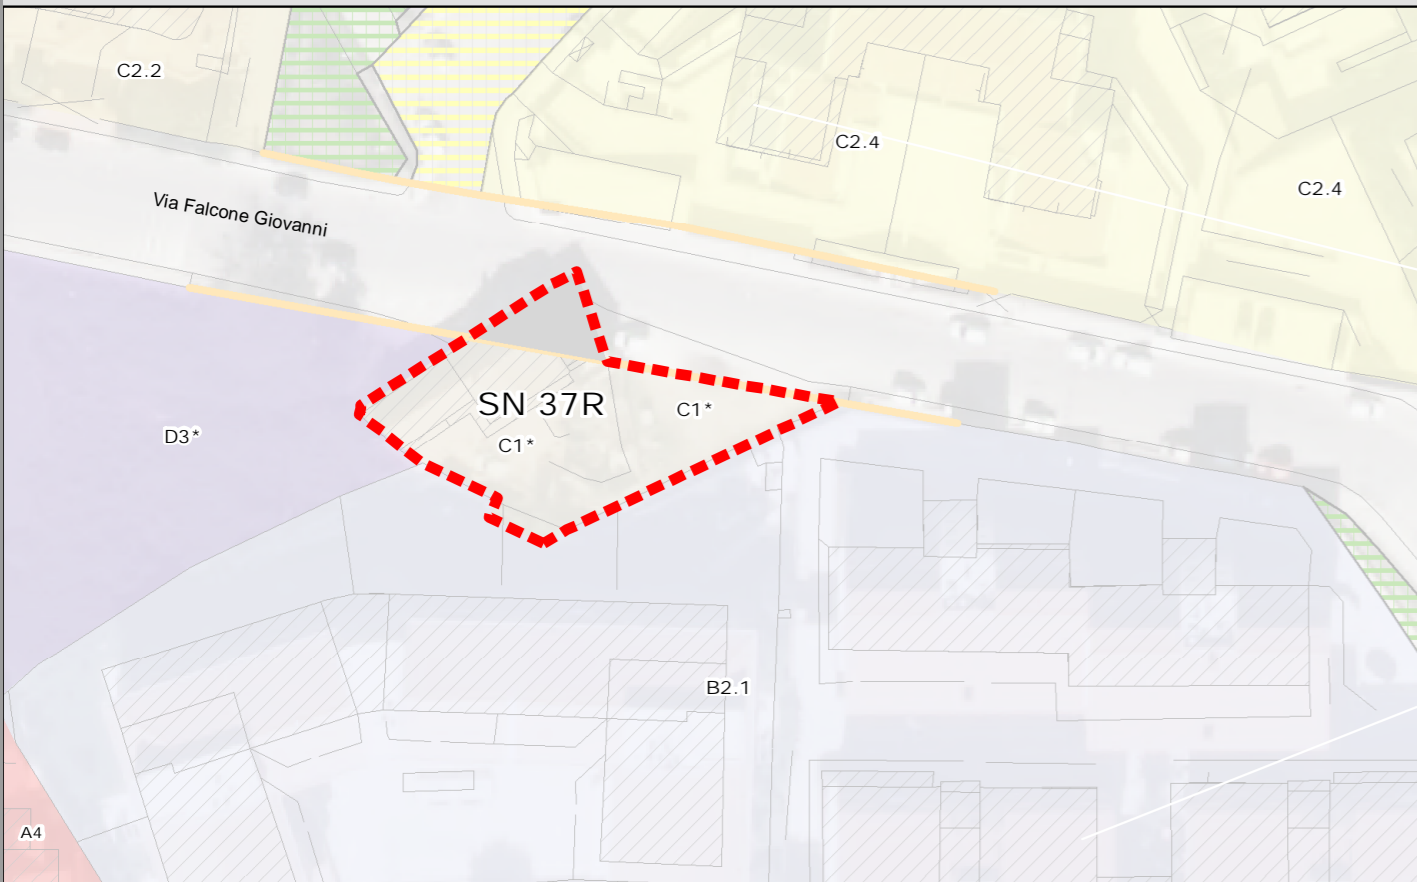 C2.2
C2.4
C2.4
Via Falcone Giovanni
SN 37R
C1*
D3*
C1*
B2.1
A4